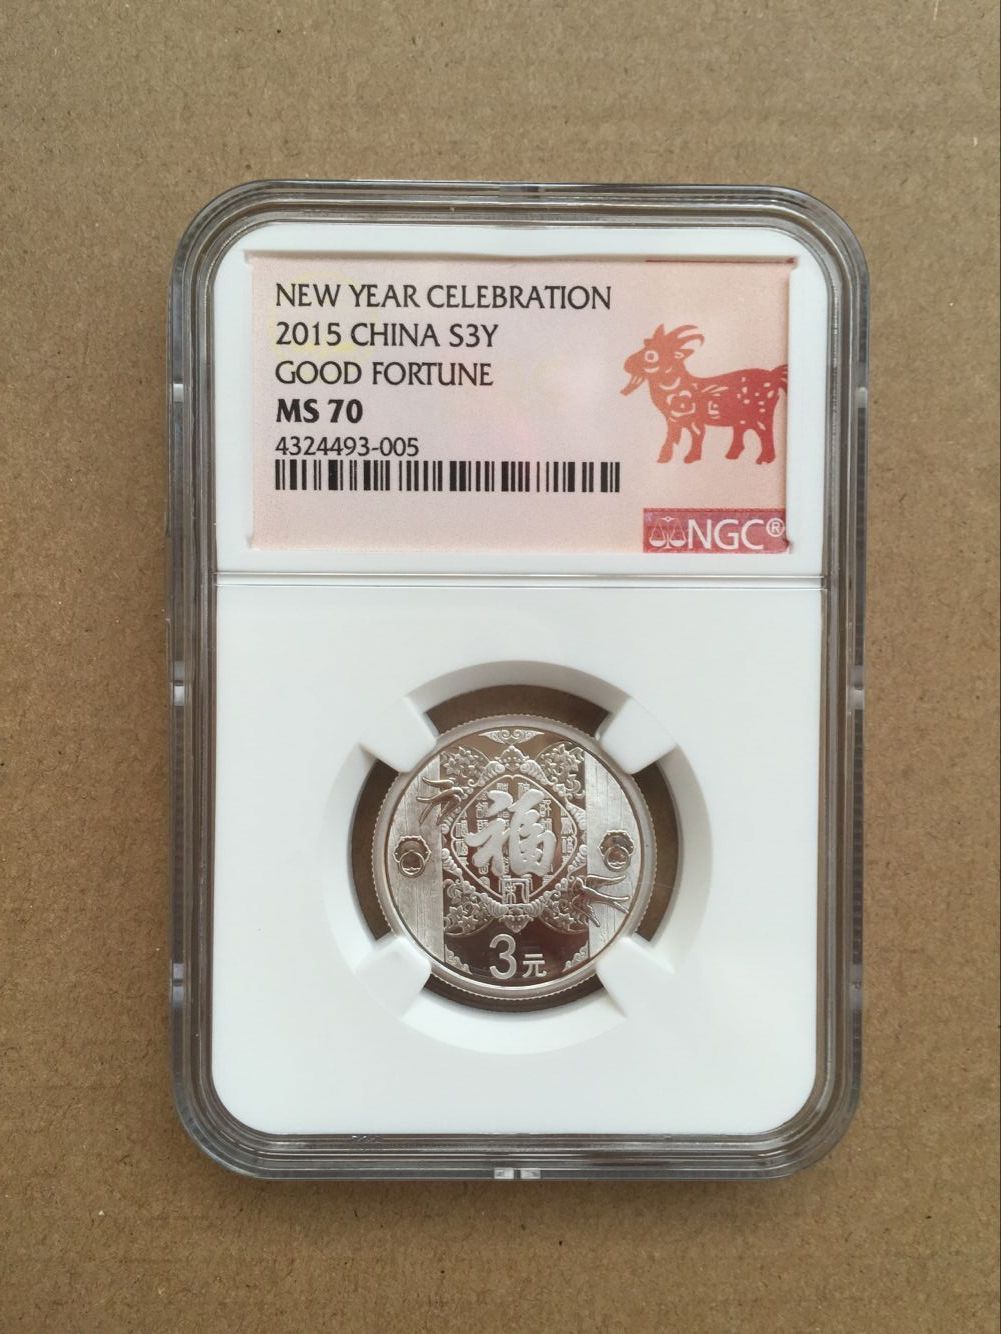 NEW YEAR CELEBRATION
2015 CHINA S3Y
GOOD FORTUNE
MS 70
4324493-005
NGC®
福
3元